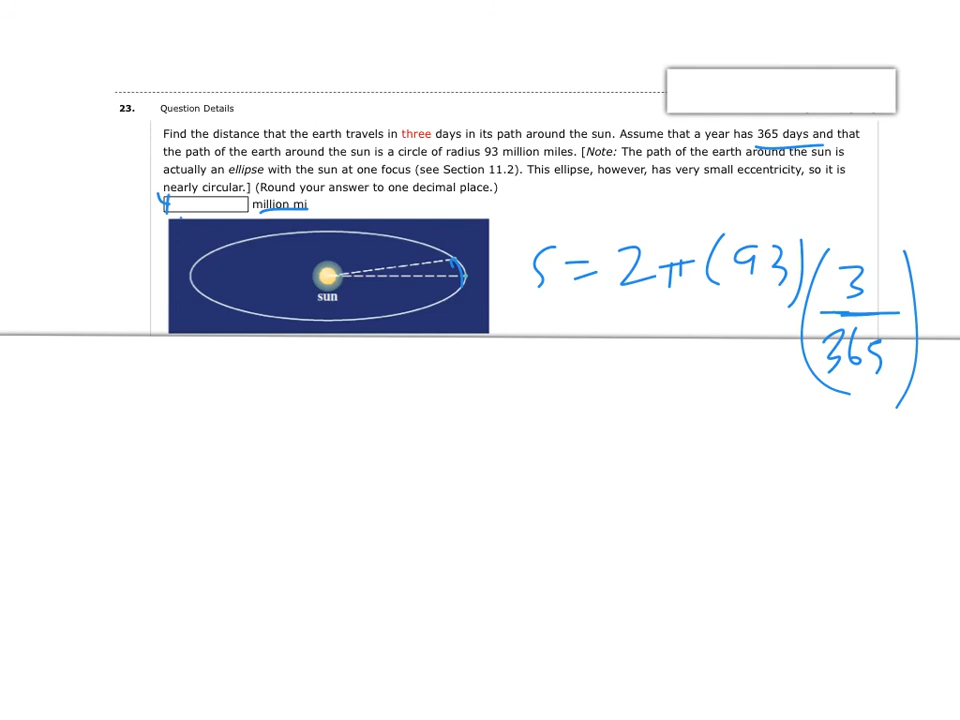 23. Question Details
Find the distance that the earth travels in three days in its path around the sun. Assume that a year has 365 days and that
the path of the earth around the sun is a circle of radius 93 million miles. [Note: The path of the earth around the sun is
actually an ellipse with the sun at one focus (see Section 11.2). This ellipse, however, has very small eccentricity, so it is
nearly circular.] (Round your answer to one decimal place.)
4 million mi
sun
S = 2π(93)(3/365)